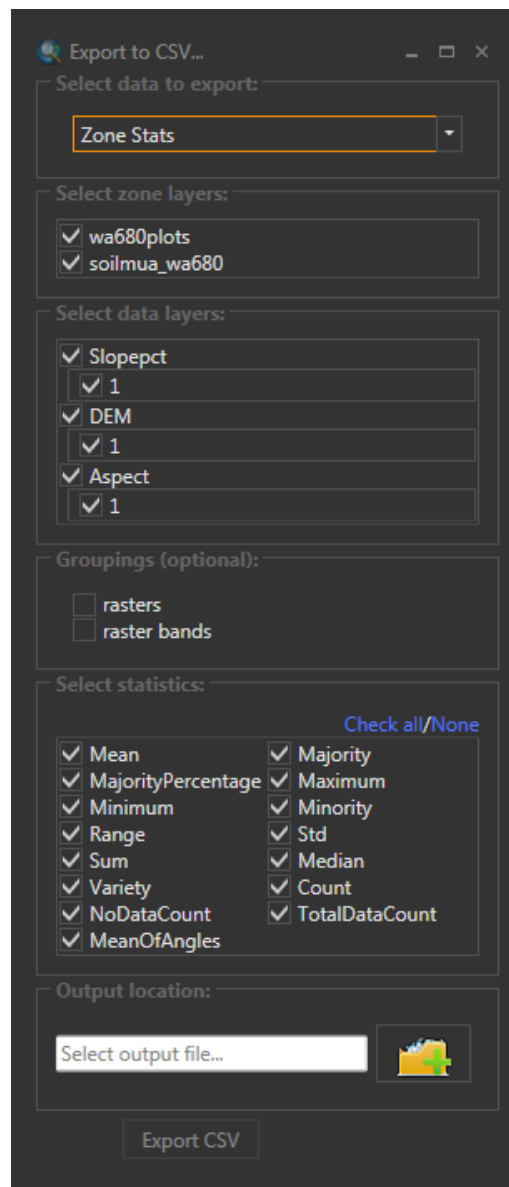 Export to CSV...
Select data to export:
Zone Stats
Select zone layers:
wa680plots
soilmua_wa680
Select data layers:
Slopepct
1
DEM
1
Aspect
1
Groupings (optional):
rasters
raster bands
Select statistics:
Check all/None
Mean Majority
MajorityPercentage Maximum
Minimum Minority
Range Std
Sum Median
Variety Count
NoDataCount TotalDataCount
MeanOfAngles
Output location:
Select output file...
Export CSV